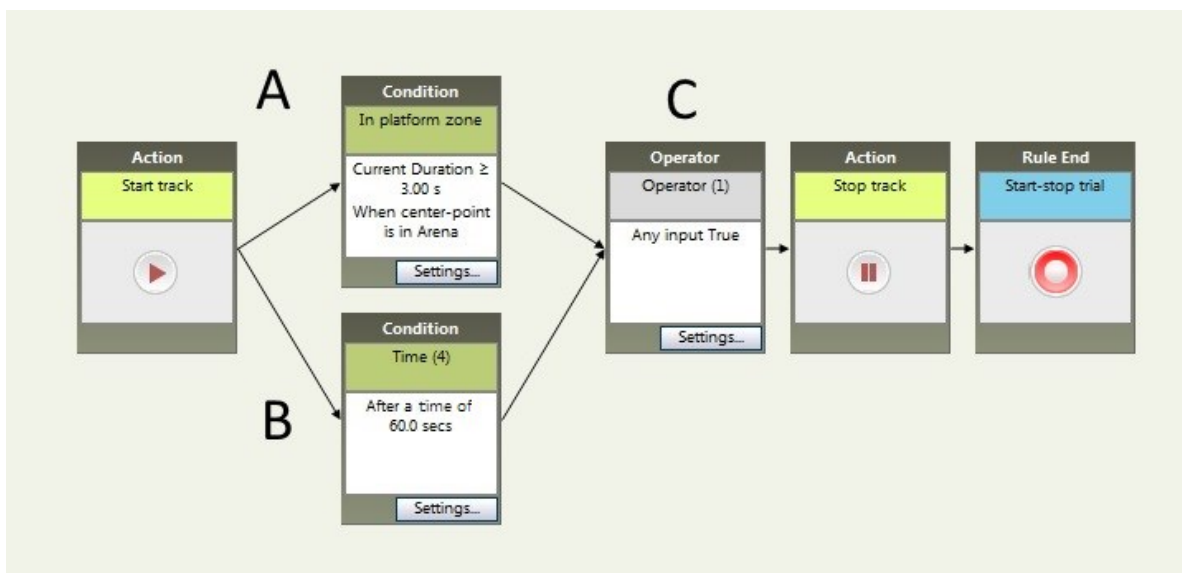 A
Condition
In platform zone
Current Duration ≥
3.00 s
When center-point
is in Arena
Settings...
C
Action
Start track
Operator
Operator (1)
Any input True
Settings...
Action
Stop track
Rule End
Start-stop trial
B
Condition
Time (4)
After a time of
60.0 secs
Settings...